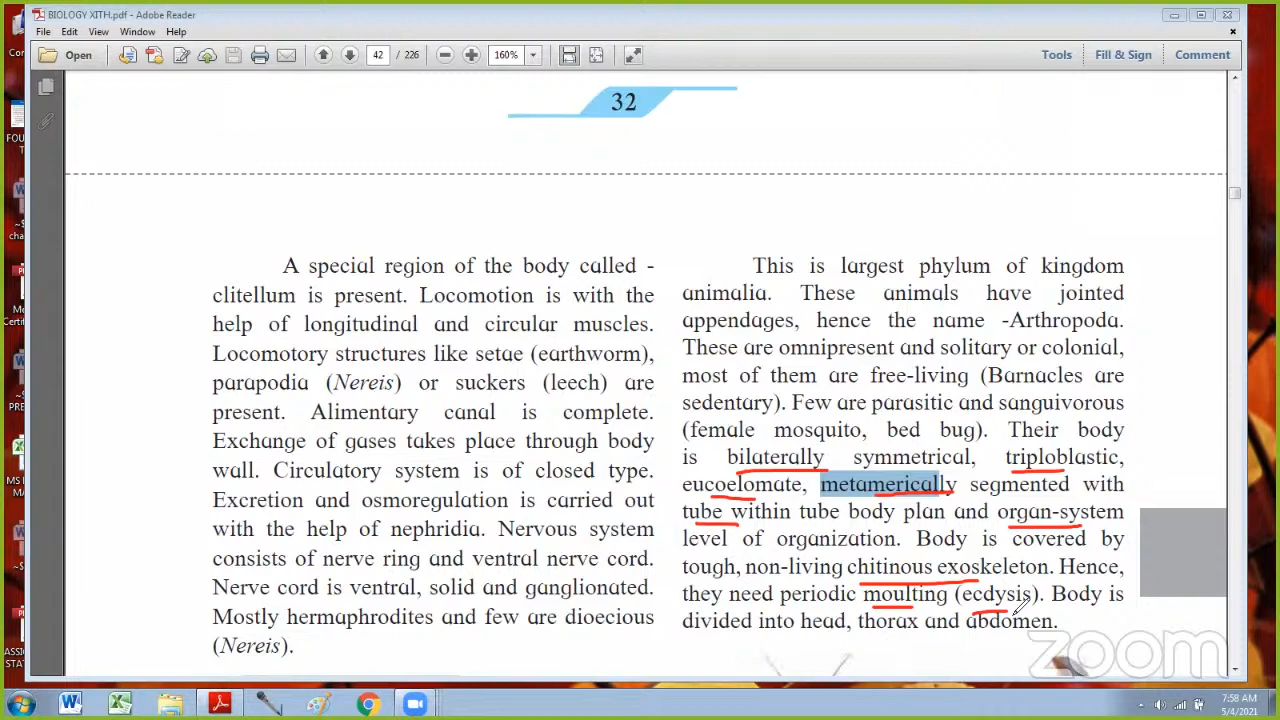 BIOLOGY XITH.pdf - Adobe Reader
File Edit View Window Help
Open 42 / 226 160% Tools Fill & Sign Comment
32
A special region of the body called -
clitellum is present. Locomotion is with the
help of longitudinal and circular muscles.
Locomotory structures like setae (earthworm),
parapodia (Nereis) or suckers (leech) are
present. Alimentary canal is complete.
Exchange of gases takes place through body
wall. Circulatory system is of closed type.
Excretion and osmoregulation is carried out
with the help of nephridia. Nervous system
consists of nerve ring and ventral nerve cord.
Nerve cord is ventral, solid and ganglionated.
Mostly hermaphrodites and few are dioecious
(Nereis).
This is largest phylum of kingdom
animalia. These animals have jointed
appendages, hence the name -Arthropoda.
These are omnipresent and solitary or colonial,
most of them are free-living (Barnacles are
sedentary). Few are parasitic and sanguivorous
(female mosquito, bed bug). Their body
is bilaterally symmetrical, triploblastic,
eucoelomate, metamerically segmented with
tube within tube body plan and organ-system
level of organization. Body is covered by
tough, non-living chitinous exoskeleton. Hence,
they need periodic moulting (ecdysis). Body is
divided into head, thorax and abdomen.
zoom
7:58 AM
5/4/2021